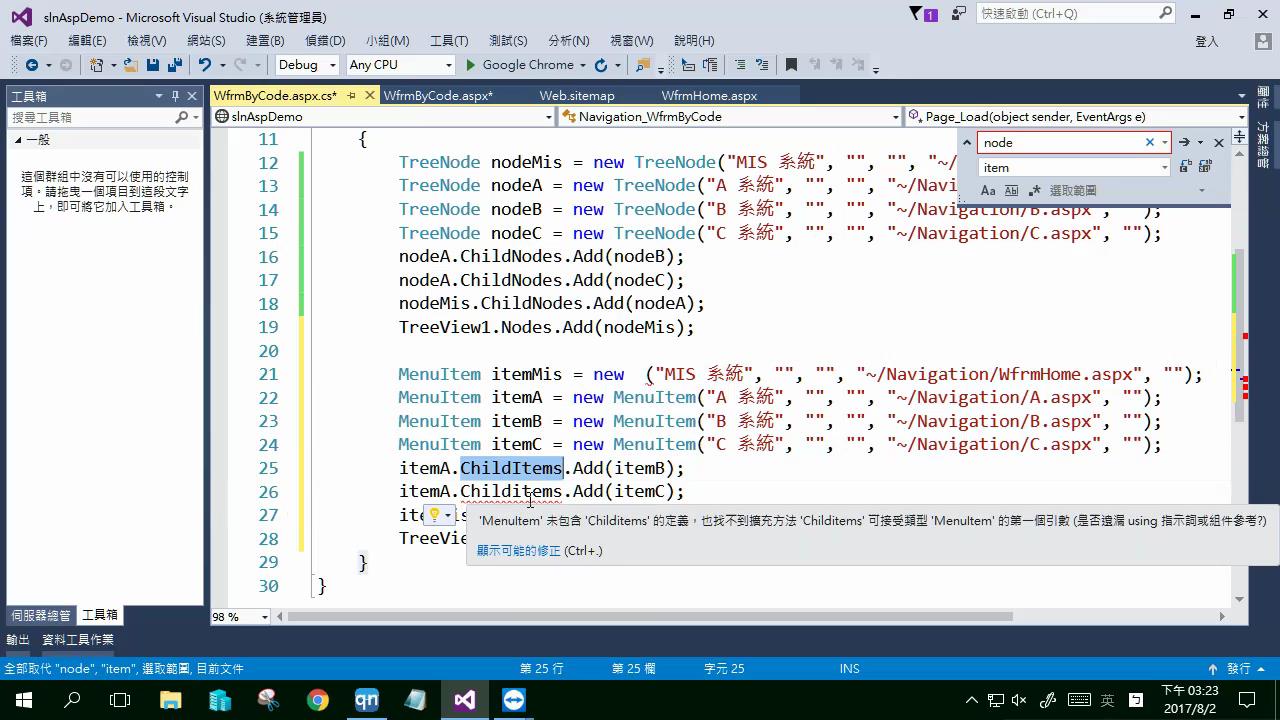 slnAspDemo - Microsoft Visual Studio (系統管理員)
1
快速啟動 (Ctrl+Q)
檔案(F) 編輯(E) 檢視(V) 網站(S) 建置(B) 偵錯(D) 小組(M) 工具(T) 測試(S) 分析(N) 視窗(W) 說明(H)
登入
Debug Any CPU Google Chrome
工具箱
WfrmByCode.aspx.cs* WfrmByCode.aspx* Web.sitemap WfrmHome.aspx
搜尋工具箱
slnAspDemo Navigation_WfrmByCode Page_Load(object sender, EventArgs e)
屬性 方案總管
一般
這個群組中沒有可以使用的控制
項。請拖曳一個項目到這段文字
上，即可將它加入工具箱。
node
item
Aa Ab 選取範圍
11 {
12 TreeNode nodeMis = new TreeNode("MIS 系統", "", "", "~/
13 TreeNode nodeA = new TreeNode("A 系統", "", "", "~/Navi
14 TreeNode nodeB = new TreeNode("B 系統", "", "", "~/Navigation/B.aspx", "");
15 TreeNode nodeC = new TreeNode("C 系統", "", "", "~/Navigation/C.aspx", "");
16 nodeA.ChildNodes.Add(nodeB);
17 nodeA.ChildNodes.Add(nodeC);
18 nodeMis.ChildNodes.Add(nodeA);
19 TreeView1.Nodes.Add(nodeMis);
20
21 MenuItem itemMis = new ("MIS 系統", "", "", "~/Navigation/WfrmHome.aspx", "");
22 MenuItem itemA = new MenuItem("A 系統", "", "", "~/Navigation/A.aspx", "");
23 MenuItem itemB = new MenuItem("B 系統", "", "", "~/Navigation/B.aspx", "");
24 MenuItem itemC = new MenuItem("C 系統", "", "", "~/Navigation/C.aspx", "");
25 itemA.ChildItems.Add(itemB);
26 itemA.Childitems.Add(itemC);
27 ite
28 TreeVie
29 }
30 }
'MenuItem' 未包含 'Childitems' 的定義，也找不到擴充方法 'Childitems' 可接受類型 'MenuItem' 的第一個引數 (是否遺漏 using 指示詞或組件參考?)
顯示可能的修正 (Ctrl+.)
伺服器總管 工具箱
98 %
輸出 資料工具作業
全部取代 "node", "item", 選取範圍, 目前文件 第 25 行 第 25 欄 字元 25 INS 發行
qn
英
下午 03:23
2017/8/2